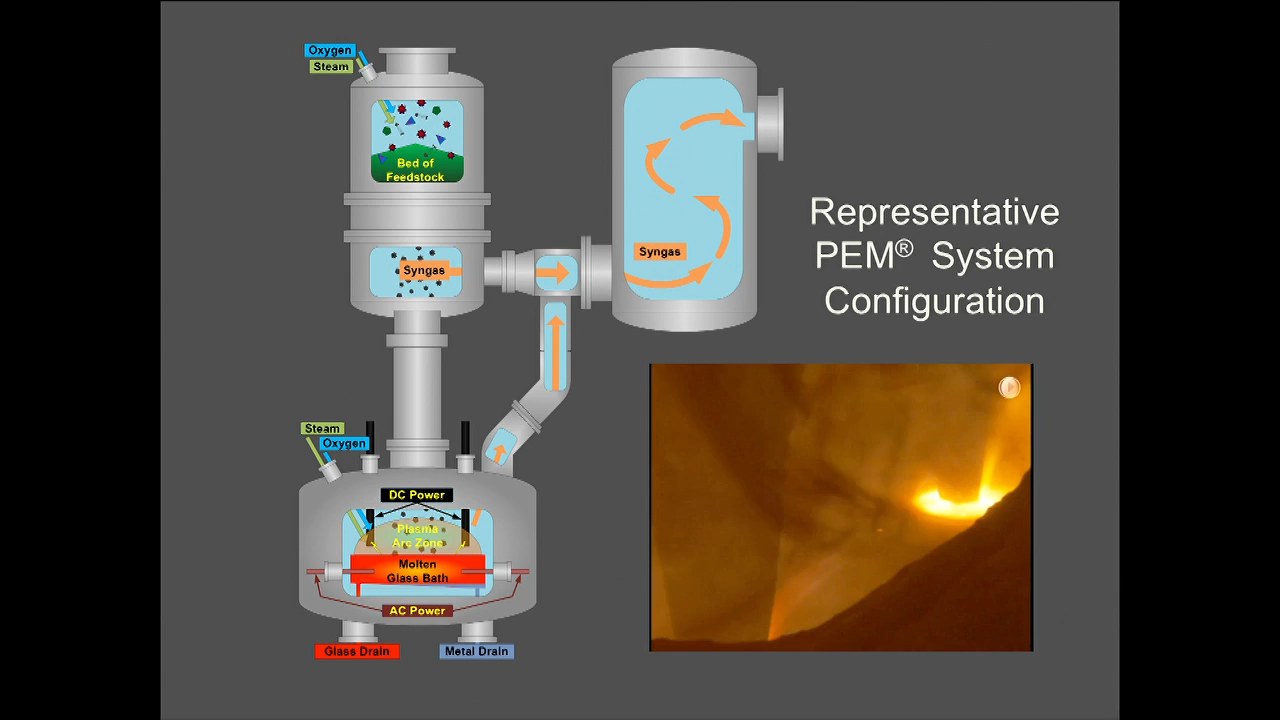 Oxygen
Steam
Bed of
Feedstock
Syngas
Syngas
Representative
PEM® System
Configuration
Steam
Oxygen
DC Power
Plasma
Arc Zone
Molten
Glass Bath
AC Power
Glass Drain
Metal Drain